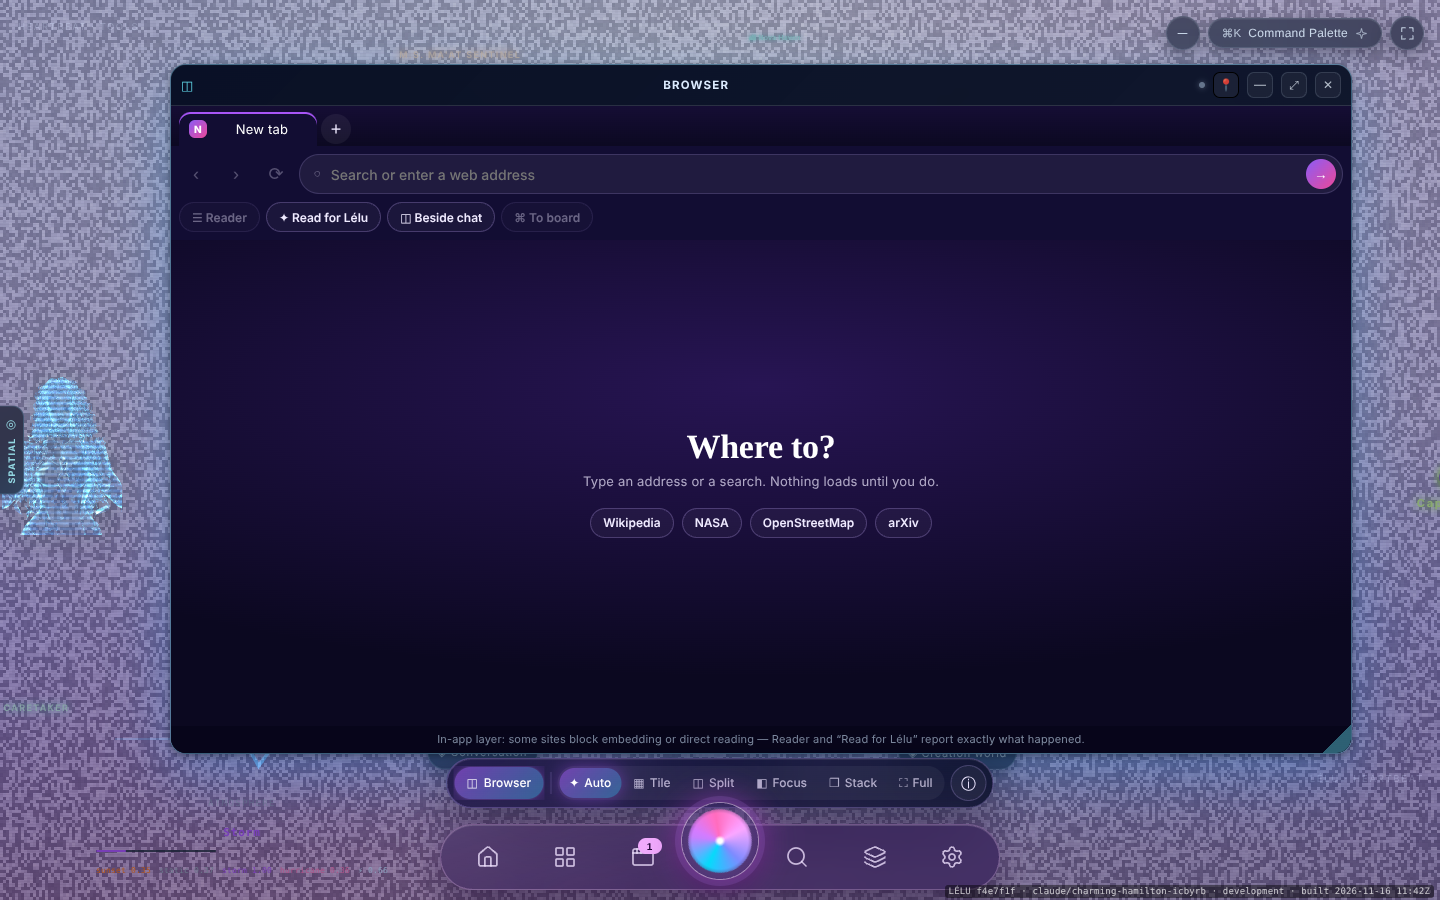 ⌘K Command Palette
BROWSER
N New tab +
Search or enter a web address
Reader Read for Lélu Beside chat ⌘ To board
SPATIAL
Where to?
Type an address or a search. Nothing loads until you do.
Wikipedia NASA OpenStreetMap arXiv
CARETAKER
In-app layer: some sites block embedding or direct reading — Reader and “Read for Lélu” report exactly what happened.
Browser Auto Tile Split Focus Stack Full
1
LÉLU f4e7f1f · claude/charming-hamilton-icbyrb · development · built 2026-11-16 11:42Z